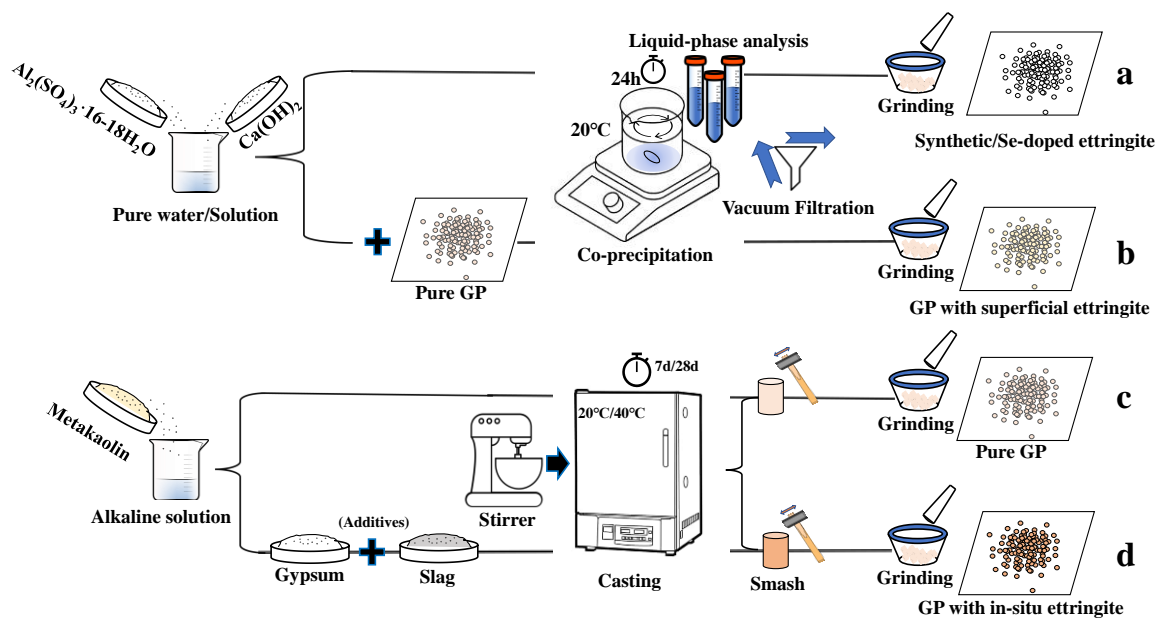 Al₂(SO₄)₃·16-18H₂O
Ca(OH)₂
Pure water/Solution
Pure GP
Liquid-phase analysis
24h
20℃
Co-precipitation
Vacuum Filtration
Grinding
Synthetic/Se-doped ettringite
a
Grinding
GP with superficial ettringite
b
Metakaolin
Alkaline solution
(Additives)
Gypsum
Slag
Stirrer
7d/28d
20℃/40℃
Casting
Smash
Grinding
Pure GP
c
Grinding
GP with in-situ ettringite
d